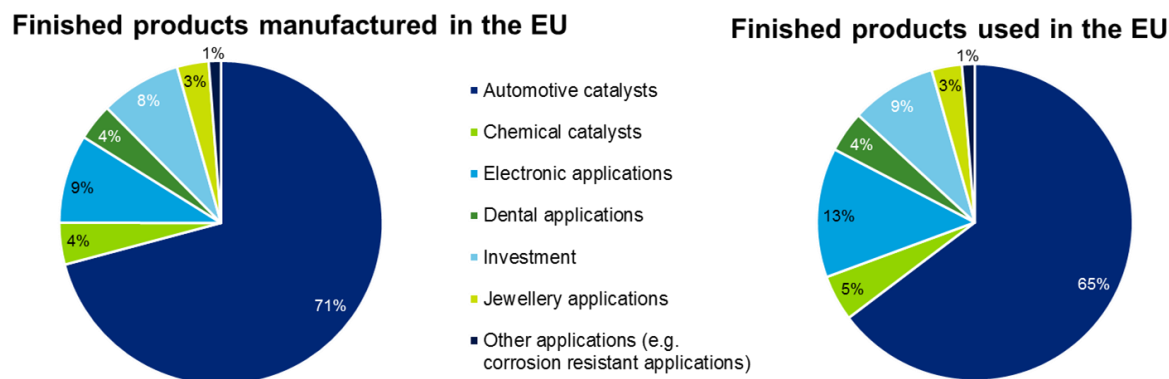 Finished products manufactured in the EU
1%
3%
8%
4%
9%
4%
71%
Automotive catalysts
Chemical catalysts
Electronic applications
Dental applications
Investment
Jewellery applications
Other applications (e.g.
corrosion resistant applications)
Finished products used in the EU
1%
3%
9%
4%
13%
5%
65%